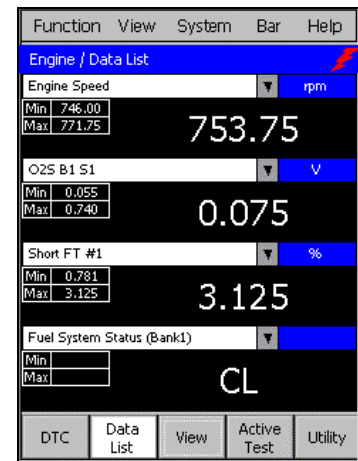 Function View System Bar Help
Engine / Data List
Engine Speed rpm
Min 746.00
Max 771.75
753.75
O2S B1 S1 V
Min 0.055
Max 0.740
0.075
Short FT #1 %
Min 0.781
Max 3.125
3.125
Fuel System Status (Bank1)
Min
Max
CL
DTC Data List View Active Test Utility